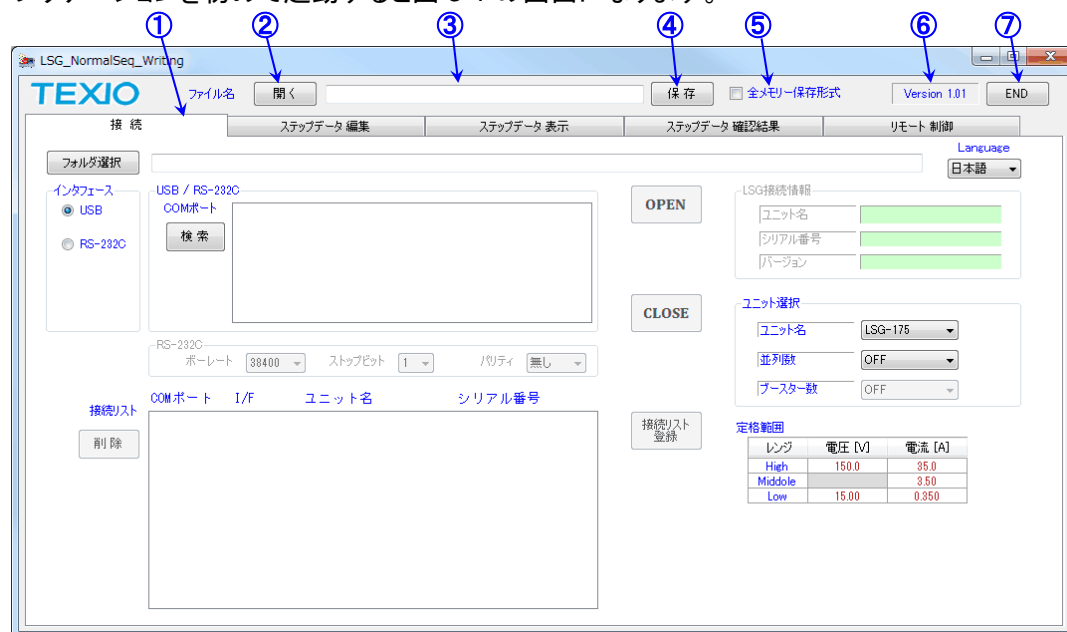 ① ② ③ ④ ⑤ ⑥ ⑦
LSG_NormalSeq_Writing
TEXIO ファイル名 開く 保存 全メモリー保存形式 Version 1.01 END
接続 ステップデータ 編集 ステップデータ 表示 ステップデータ 確認結果 リモート 制御
Language
フォルダ選択 日本語
インタフェース USB / RS-232C LSG接続情報
USB COMポート OPEN ユニット名
RS-232C 検索 シリアル番号
バージョン
CLOSE ユニット選択
ユニット名 LSG-175
RS-232C
ボーレート 38400 ストップビット 1 パリティ 無し 並列数 OFF
ブースター数 OFF
COMポート I/F ユニット名 シリアル番号
接続リスト 接続リスト
登録 定格範囲
削除 レンジ 電圧 [V] 電流 [A]
High 150.0 35.0
Middole 3.50
Low 15.00 0.350